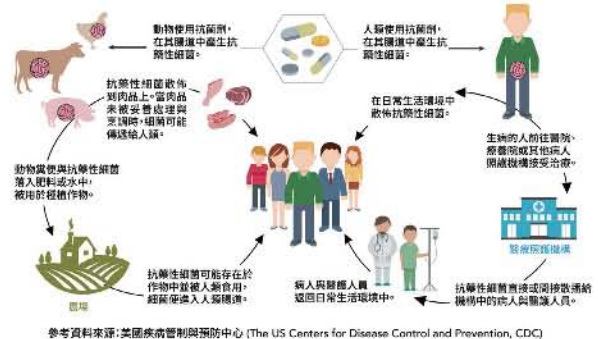 動物使用抗菌劑，
在其腸道中產生抗
藥性細菌。
人類使用抗菌劑，
在其腸道中產生抗
藥性細菌。
抗藥性細菌散佈
到肉品上。當肉品
未被妥善處理與
烹調時，細菌可能
傳遞給人類。
在日常生活環境中
散佈抗藥性細菌。
生病的人前往醫院、
療養院或其他病人
照護機構接受治療。
動物糞便與抗藥性細菌
落入肥料或水中，
被用於種植作物。
醫療照護機構
農場
抗藥性細菌可能存在於
作物中並被人類食用，
細菌便進入人類腸道。
病人與醫護人員
返回日常生活環境中。
抗藥性細菌直接或間接散播給
機構中的病人與醫護人員。
參考資料來源：美國疾病管制與預防中心 (The US Centers for Disease Control and Prevention, CDC)